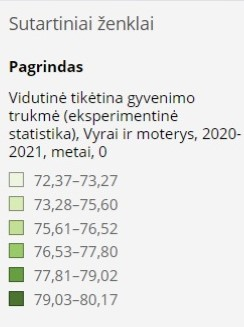 Sutartiniai ženklai
Pagrindas
Vidutinė tikėtina gyvenimo
trukmė (eksperimentinė
statistika), Vyrai ir moterys, 2020-
2021, metai, 0
72,37–73,27
73,28–75,60
75,61–76,52
76,53–77,80
77,81–79,02
79,03–80,17